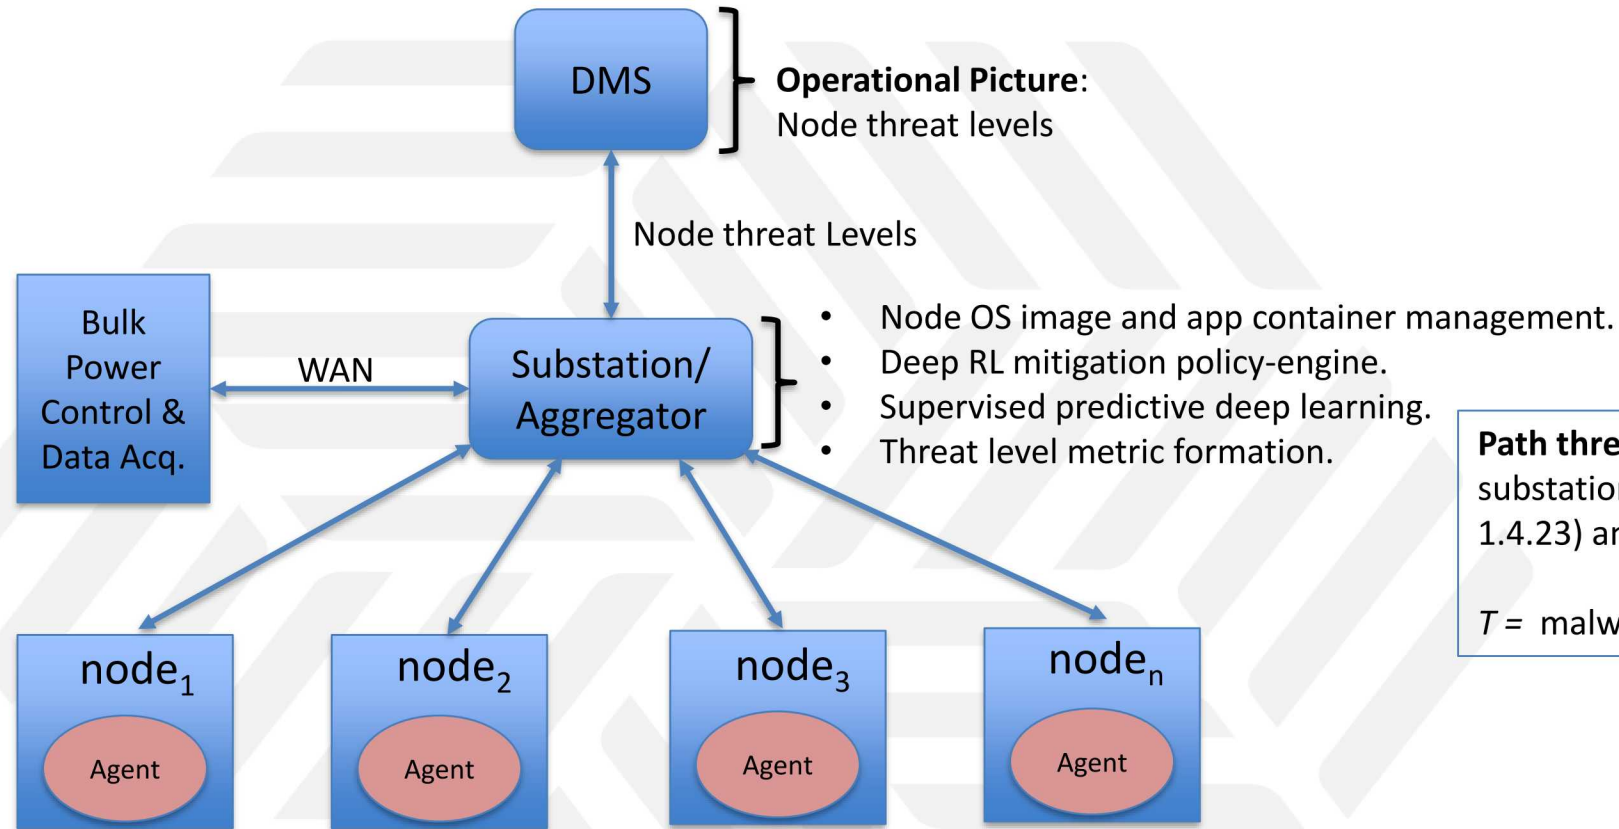 DMS
Operational Picture:
Node threat levels
Node threat Levels
Bulk
Power
Control &
Data Acq.
WAN
Substation/
Aggregator
• Node OS image and app container management.
• Deep RL mitigation policy-engine.
• Supervised predictive deep learning.
• Threat level metric formation.
Path thre
substation
1.4.23) ar
T = malw
node₁
Agent
node₂
Agent
node₃
Agent
nodeₙ
Agent